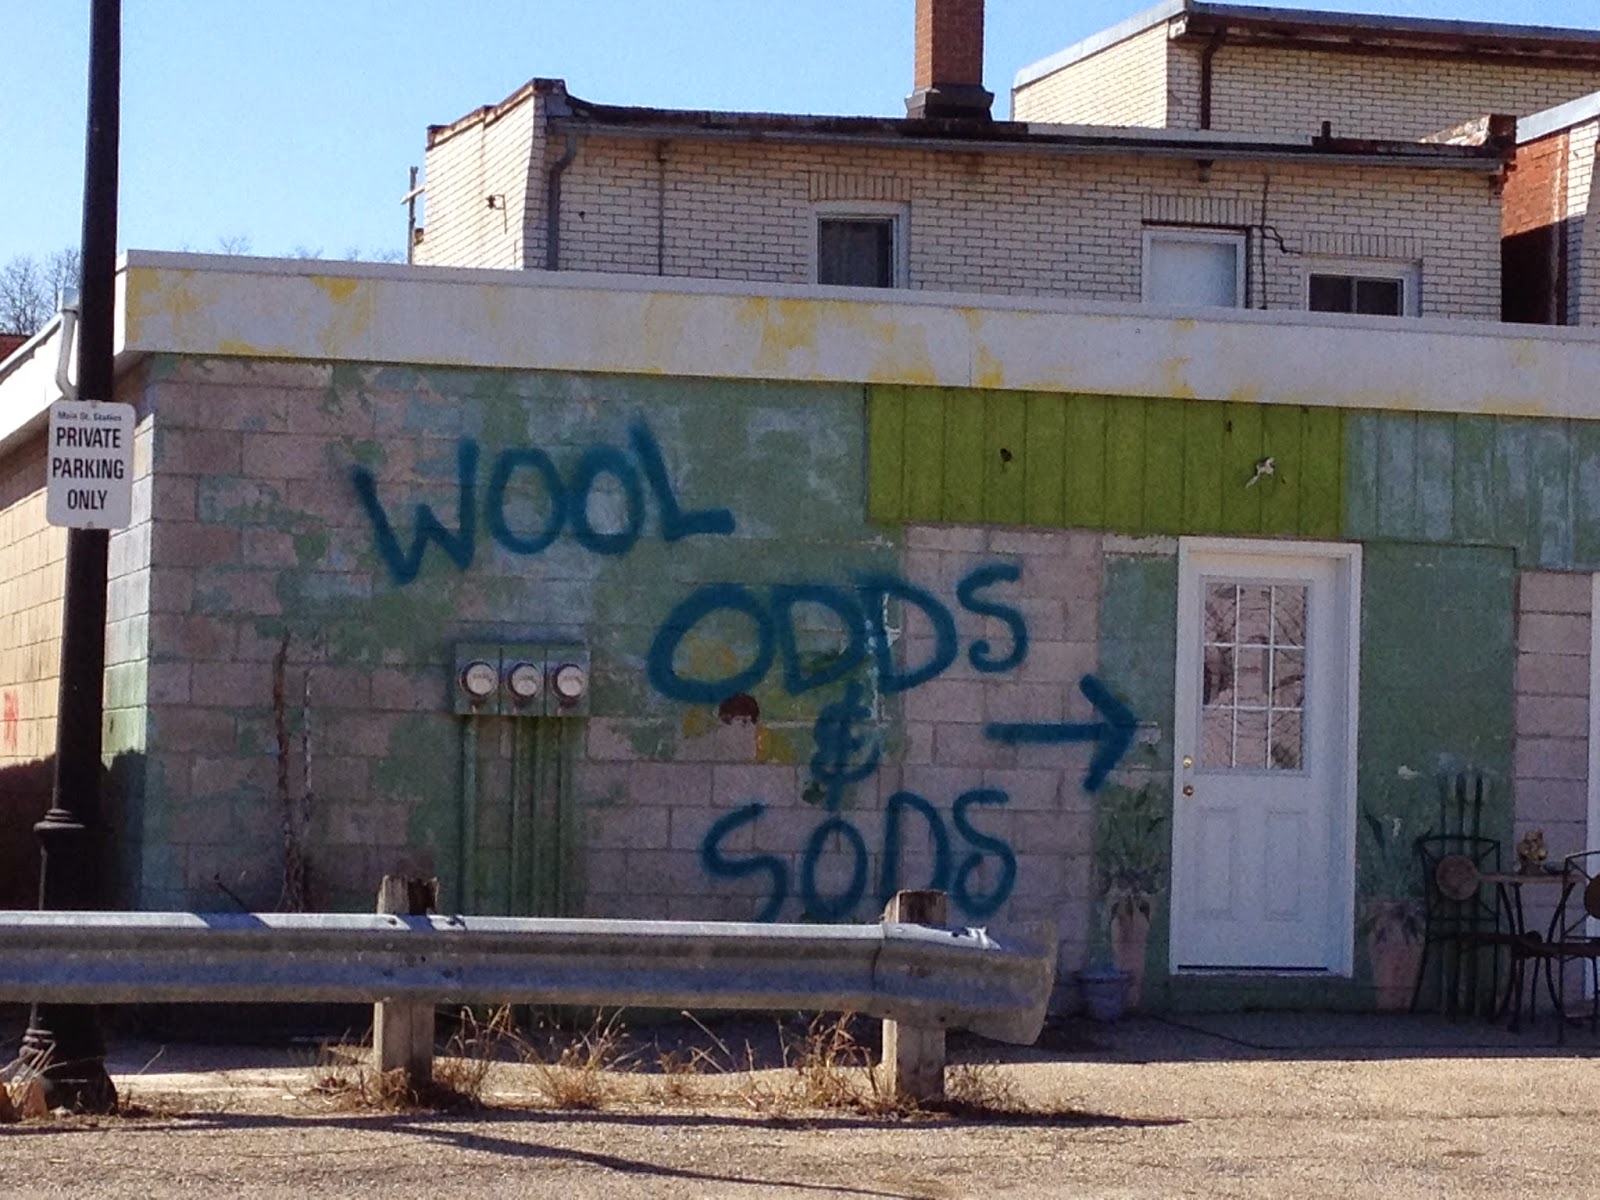 Main St. Station
PRIVATE
PARKING
ONLY
WOOL
ODDS
&
SODS